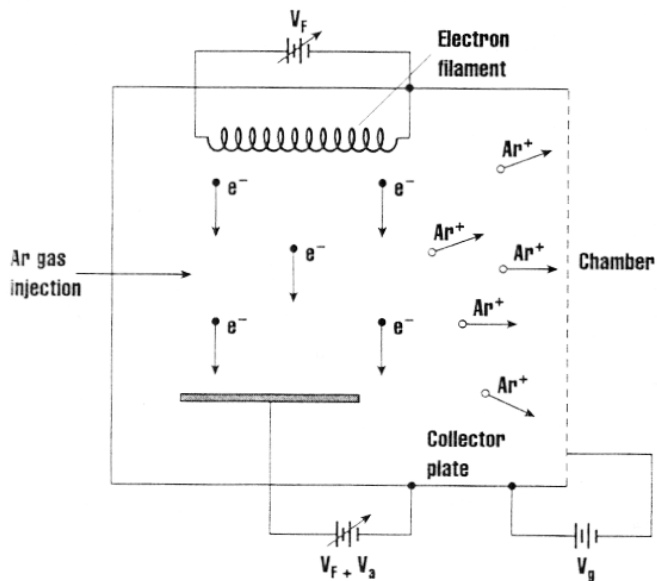 V_F
Electron
filament
Ar⁺
e⁻
e⁻
Ar⁺
e⁻
Ar⁺
Ar gas
injection
Chamber
Ar⁺
e⁻
e⁻
Ar⁺
Collector
plate
V_F + V_a
V_g